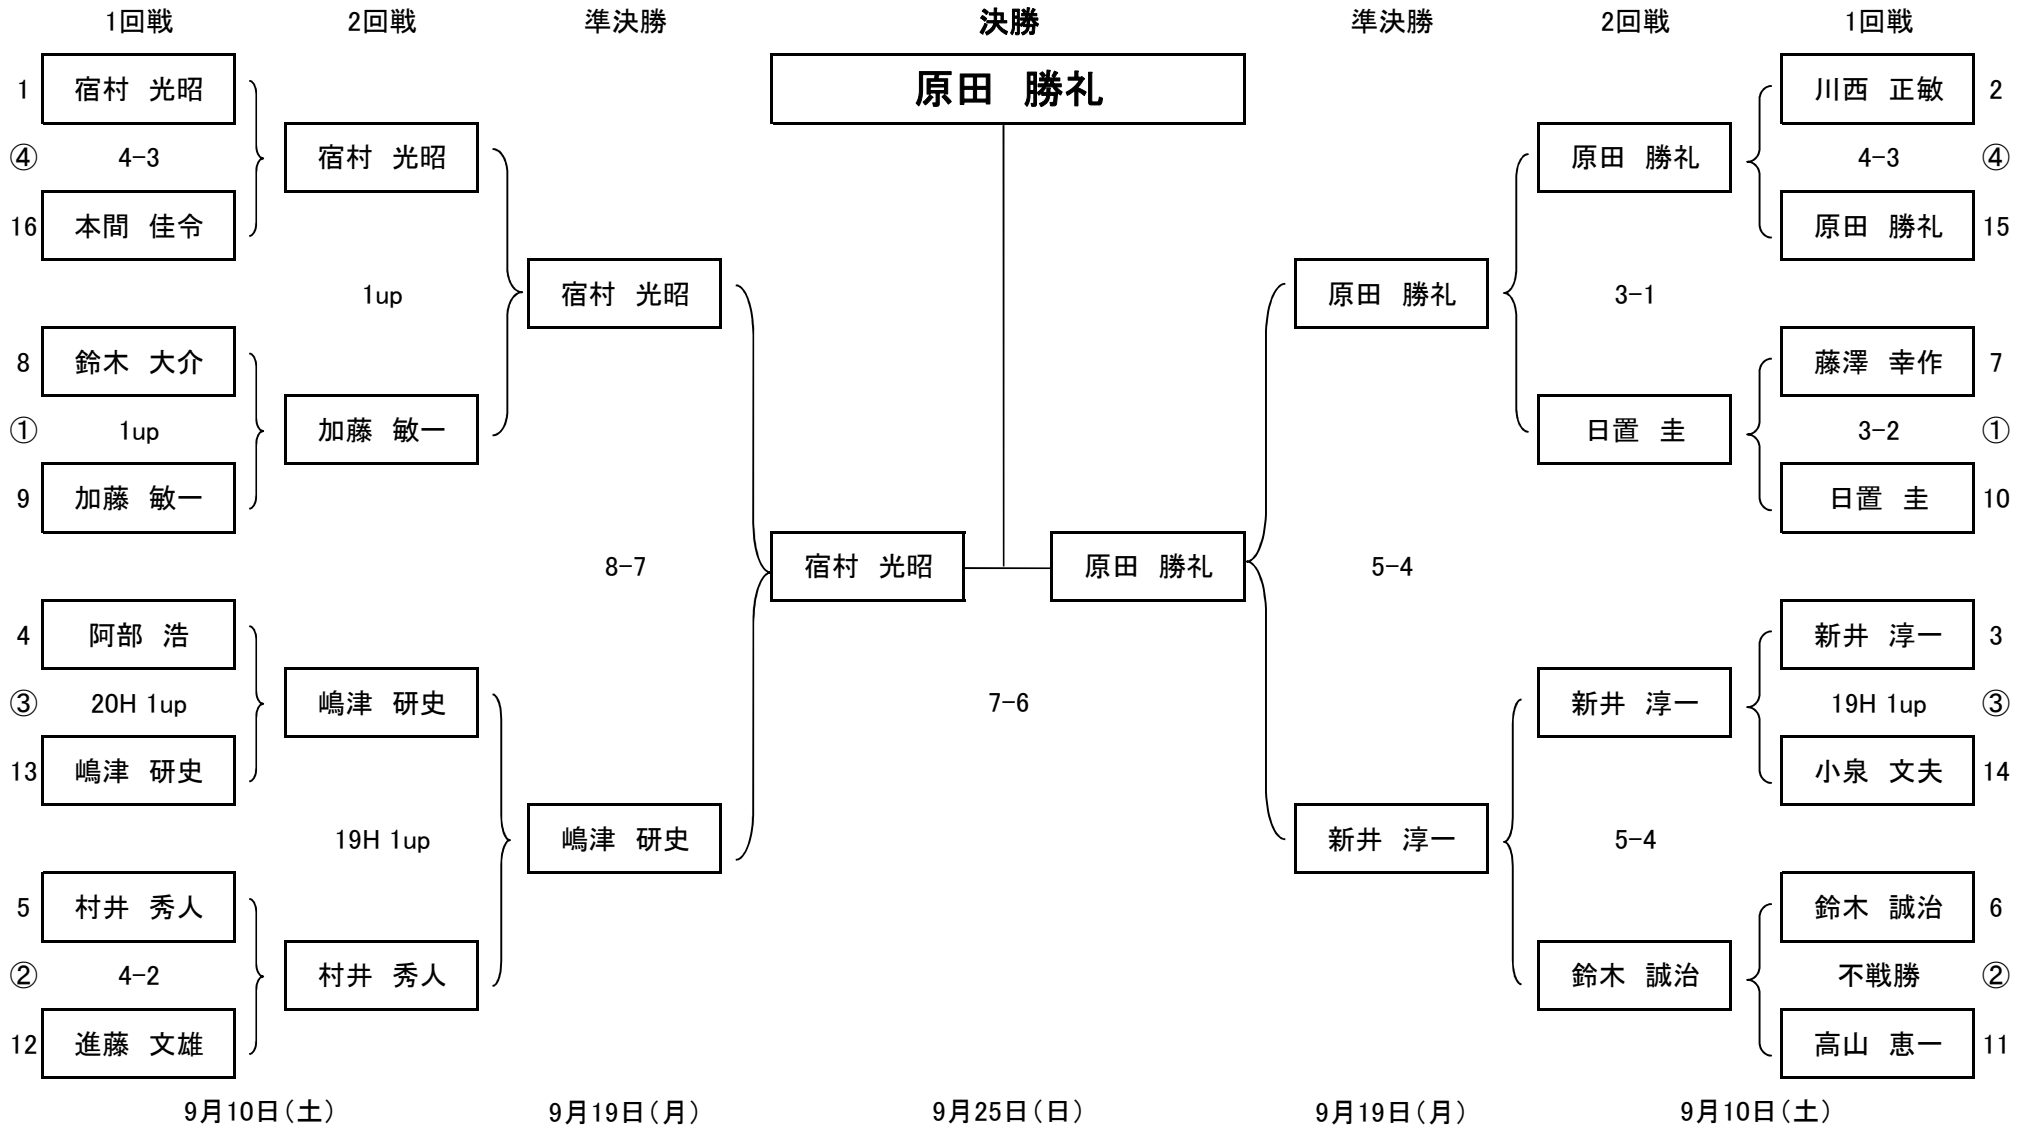 1回戦 2回戦 準決勝 決勝 準決勝 2回戦 1回戦
1 宿村 光昭 原田 勝礼 川西 正敏 2
④ 4-3 宿村 光昭 原田 勝礼 4-3 ④
16 本間 佳令 原田 勝礼 15
1up 宿村 光昭 原田 勝礼 3-1
8 鈴木 大介 藤澤 幸作 7
① 1up 加藤 敏一 日置 圭 3-2 ①
9 加藤 敏一 日置 圭 10
8-7 宿村 光昭 原田 勝礼 5-4
4 阿部 浩 新井 淳一 3
③ 20H 1up 嶋津 研史 7-6 新井 淳一 19H 1up ③
13 嶋津 研史 小泉 文夫 14
19H 1up 嶋津 研史 新井 淳一 5-4
5 村井 秀人 鈴木 誠治 6
② 4-2 村井 秀人 鈴木 誠治 不戦勝 ②
12 進藤 文雄 高山 恵一 11
9月10日（土） 9月19日（月） 9月25日（日） 9月19日（月） 9月10日（土）